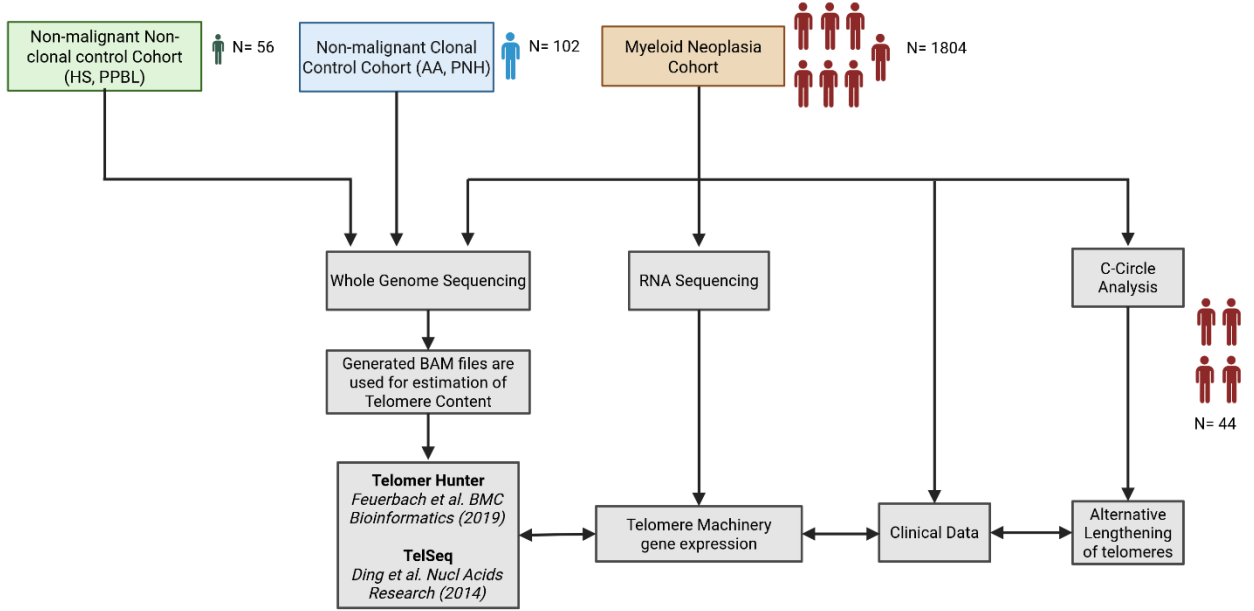 Non-malignant Non-
clonal control Cohort
(HS, PPBL)
N= 56
Non-malignant Clonal
Control Cohort (AA, PNH)
N= 102
Myeloid Neoplasia
Cohort
N= 1804
Whole Genome Sequencing
RNA Sequencing
C-Circle
Analysis
Generated BAM files are
used for estimation of
Telomere Content
N= 44
Telomer Hunter
Feuerbach et al. BMC
Bioinformatics (2019)
TelSeq
Ding et al. Nucl Acids
Research (2014)
Telomere Machinery
gene expression
Clinical Data
Alternative
Lengthening
of telomeres